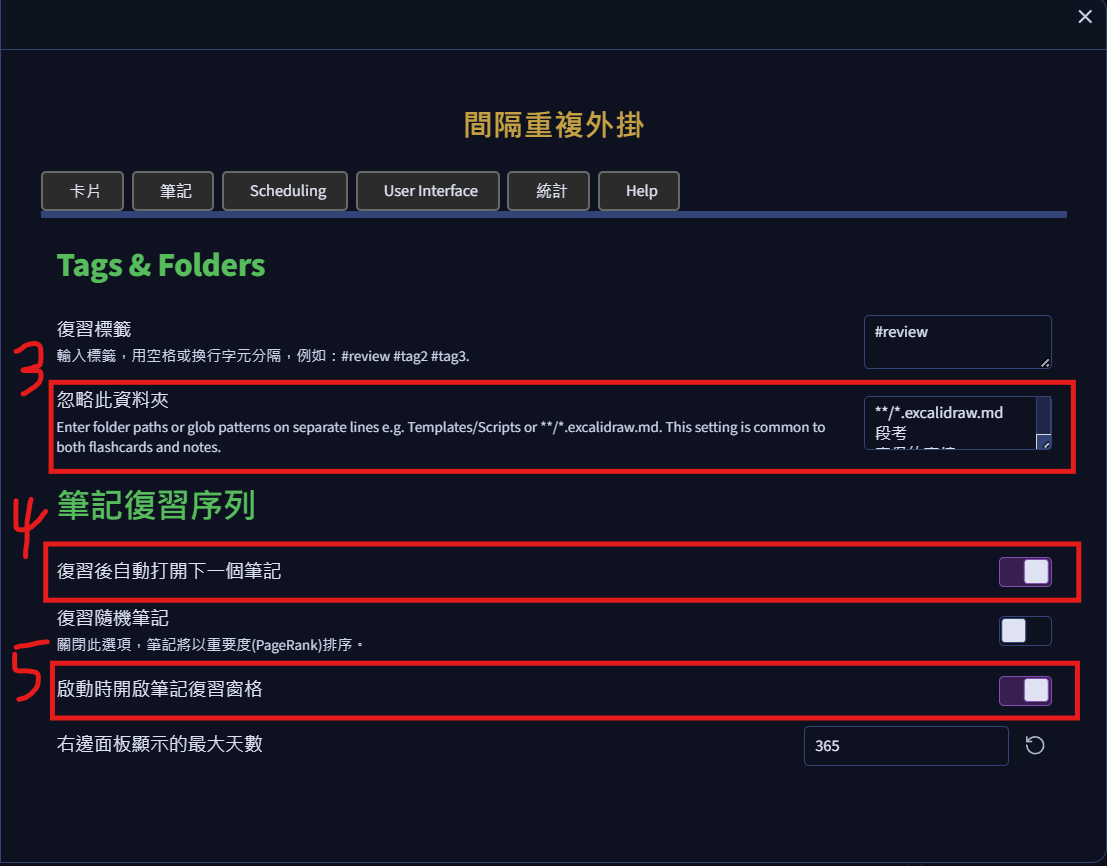 間隔重複外掛
卡片 筆記 Scheduling User Interface 統計 Help
Tags & Folders
復習標籤
輸入標籤，用空格或換行字元分隔，例如：#review #tag2 #tag3.
#review
3
忽略此資料夾
Enter folder paths or glob patterns on separate lines e.g. Templates/Scripts or **/*.excalidraw.md. This setting is common to
both flashcards and notes.
**/*.excalidraw.md
段考
筆記復習序列
4
復習後自動打開下一個筆記
復習隨機筆記
關閉此選項，筆記將以重要度(PageRank)排序。
5
啟動時開啟筆記復習窗格
右邊面板顯示的最大天數
365